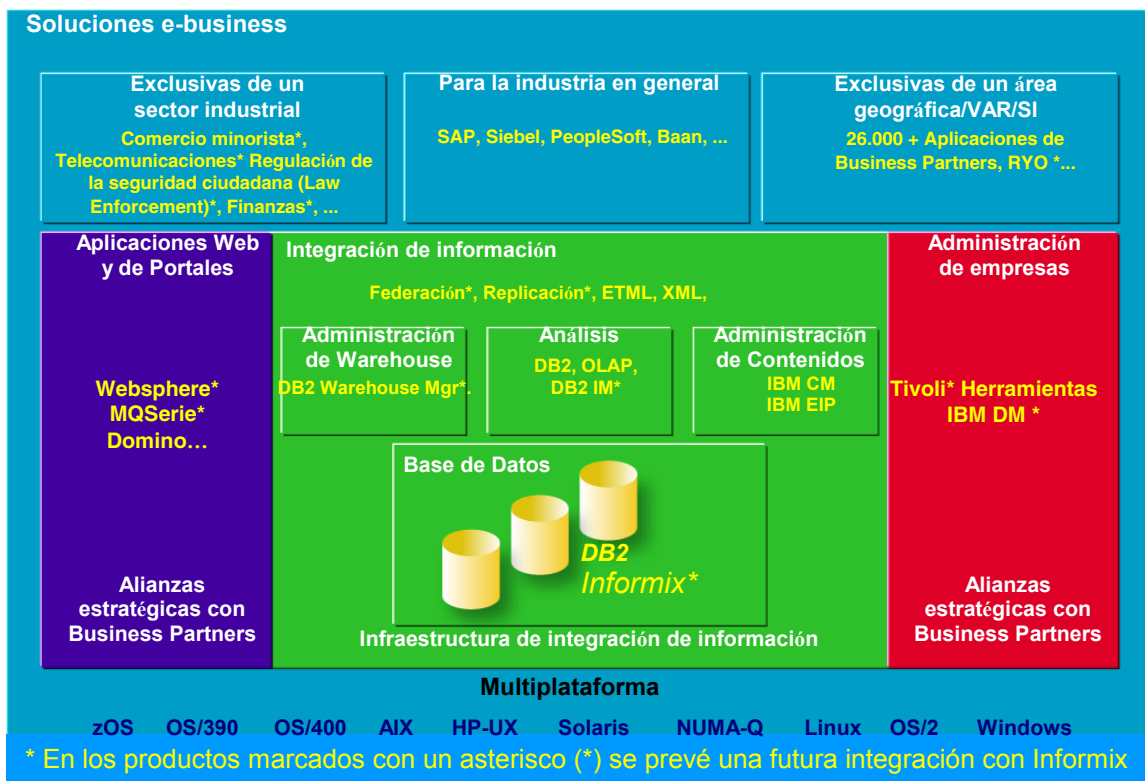 Soluciones e-business
Exclusivas de un
sector industrial
Comercio minorista*,
Telecomunicaciones* Regulación de
la seguridad ciudadana (Law
Enforcement)*, Finanzas*, ...
Para la industria en general
SAP, Siebel, PeopleSoft, Baan, ...
Exclusivas de un área
geográfica/VAR/SI
26.000 + Aplicaciones de
Business Partners, RYO *...
Aplicaciones Web
y de Portales
Websphere*
MQSerie*
Domino...
Alianzas
estratégicas con
Business Partners
Integración de información
Federación*, Replicación*, ETML, XML,
Administración
de Warehouse
DB2 Warehouse Mgr*.
Análisis
DB2, OLAP,
DB2 IM*
Administración
de Contenidos
IBM CM
IBM EIP
Base de Datos
DB2
Informix*
Infraestructura de integración de información
Administración
de empresas
Tivoli* Herramientas
IBM DM *
Alianzas
estratégicas con
Business Partners
Multiplataforma
zOS OS/390 OS/400 AIX HP-UX Solaris NUMA-Q Linux OS/2 Windows
* En los productos marcados con un asterisco (*) se prevé una futura integración con Informix